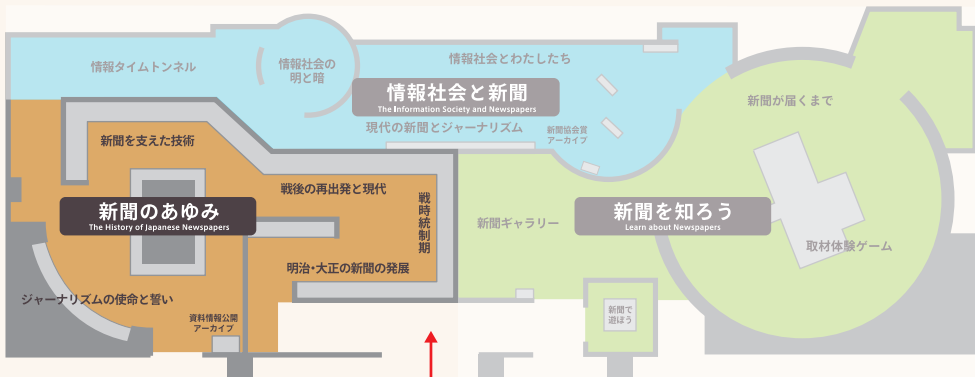 情報タイムトンネル
情報社会の
明と暗
情報社会とわたしたち
情報社会と新聞
The Information Society and Newspapers
現代の新聞とジャーナリズム
新聞協会賞
アーカイブ
新聞が届くまで
新聞を支えた技術
戦後の再出発と現代
戦時統制期
新聞のあゆみ
The History of Japanese Newspapers
明治・大正の新聞の発展
ジャーナリズムの使命と誓い
資料情報公開
アーカイブ
新聞ギャラリー
新聞を知ろう
Learn about Newspapers
取材体験ゲーム
新聞で
遊ぼう